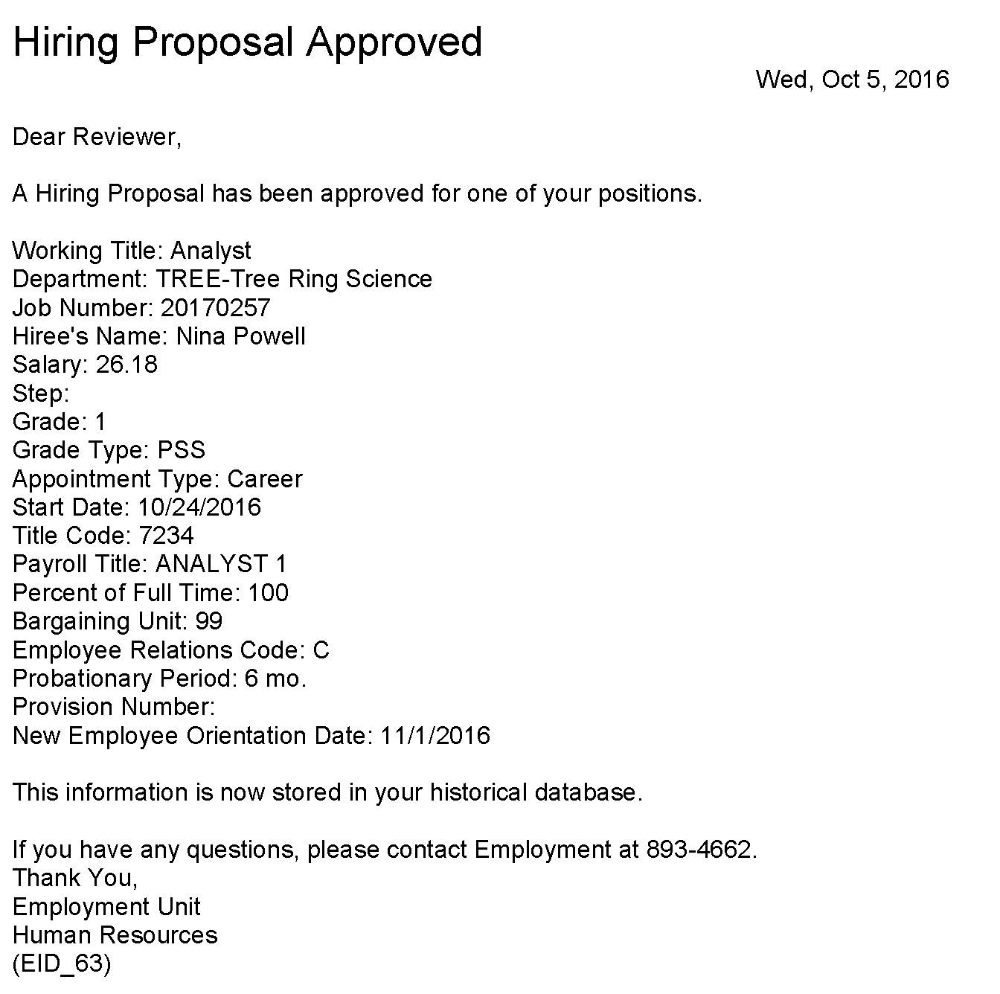 Hiring Proposal Approved
Wed, Oct 5, 2016
Dear Reviewer,
A Hiring Proposal has been approved for one of your positions.
Working Title: Analyst
Department: TREE-Tree Ring Science
Job Number: 20170257
Hiree's Name: Nina Powell
Salary: 26.18
Step:
Grade: 1
Grade Type: PSS
Appointment Type: Career
Start Date: 10/24/2016
Title Code: 7234
Payroll Title: ANALYST 1
Percent of Full Time: 100
Bargaining Unit: 99
Employee Relations Code: C
Probationary Period: 6 mo.
Provision Number:
New Employee Orientation Date: 11/1/2016
This information is now stored in your historical database.
If you have any questions, please contact Employment at 893-4662.
Thank You,
Employment Unit
Human Resources
(EID_63)